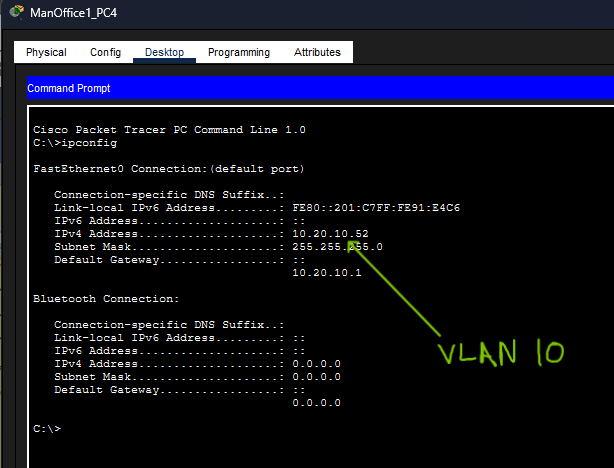 ManOffice1_PC4
Physical Config Desktop Programming Attributes
Command Prompt
Cisco Packet Tracer PC Command Line 1.0
C:\>ipconfig
FastEthernet0 Connection:(default port)
Connection-specific DNS Suffix..:
Link-local IPv6 Address.........: FE80::201:C7FF:FE91:E4C6
IPv6 Address....................: ::
IPv4 Address....................: 10.20.10.52
Subnet Mask.....................: 255.255.255.0
Default Gateway.................: ::
10.20.10.1
Bluetooth Connection:
Connection-specific DNS Suffix..:
Link-local IPv6 Address.........: ::
IPv6 Address....................: ::
IPv4 Address....................: 0.0.0.0
Subnet Mask.....................: 0.0.0.0
Default Gateway.................: ::
0.0.0.0
VLAN 10
C:\>